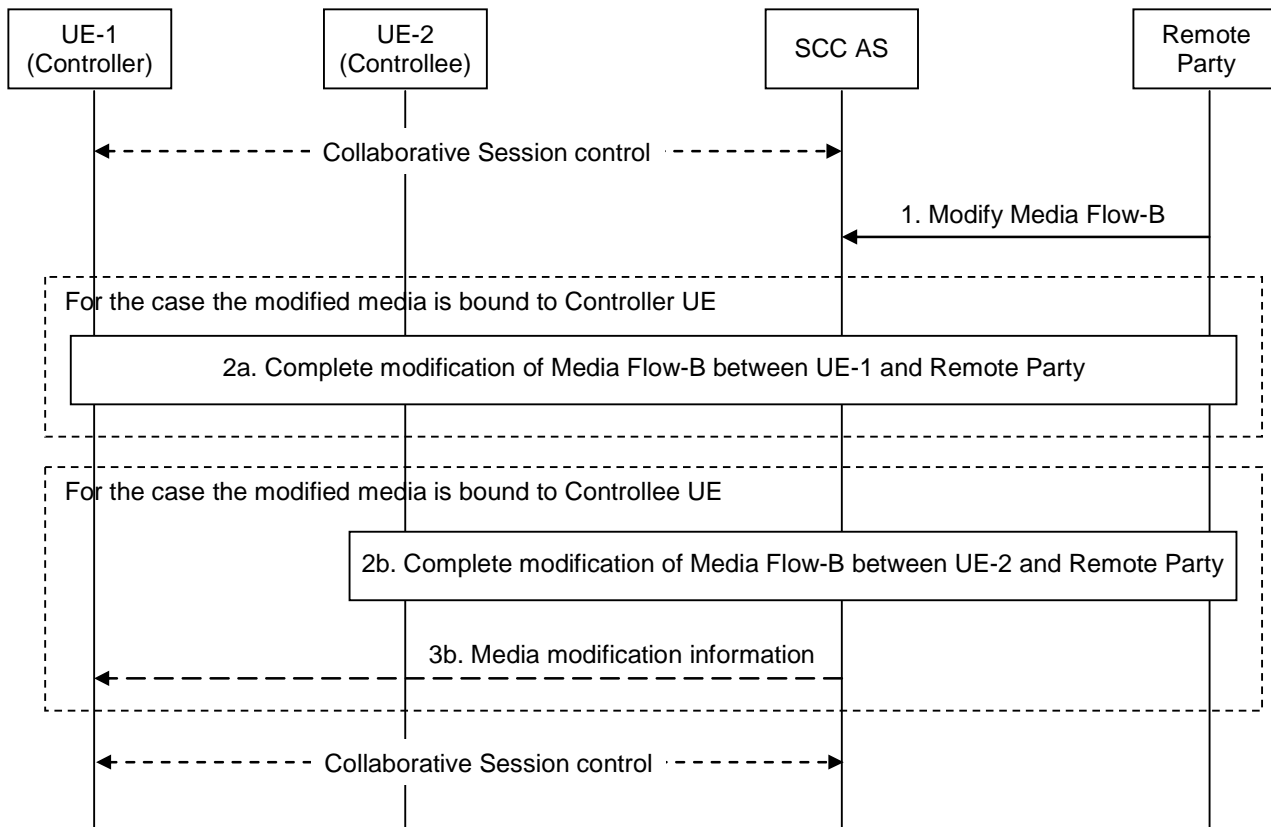 UE-1
(Controller)
UE-2
(Controllee)
SCC AS
Remote
Party
Collaborative Session control
1. Modify Media Flow-B
For the case the modified media is bound to Controller UE
2a. Complete modification of Media Flow-B between UE-1 and Remote Party
For the case the modified media is bound to Controllee UE
2b. Complete modification of Media Flow-B between UE-2 and Remote Party
3b. Media modification information
Collaborative Session control